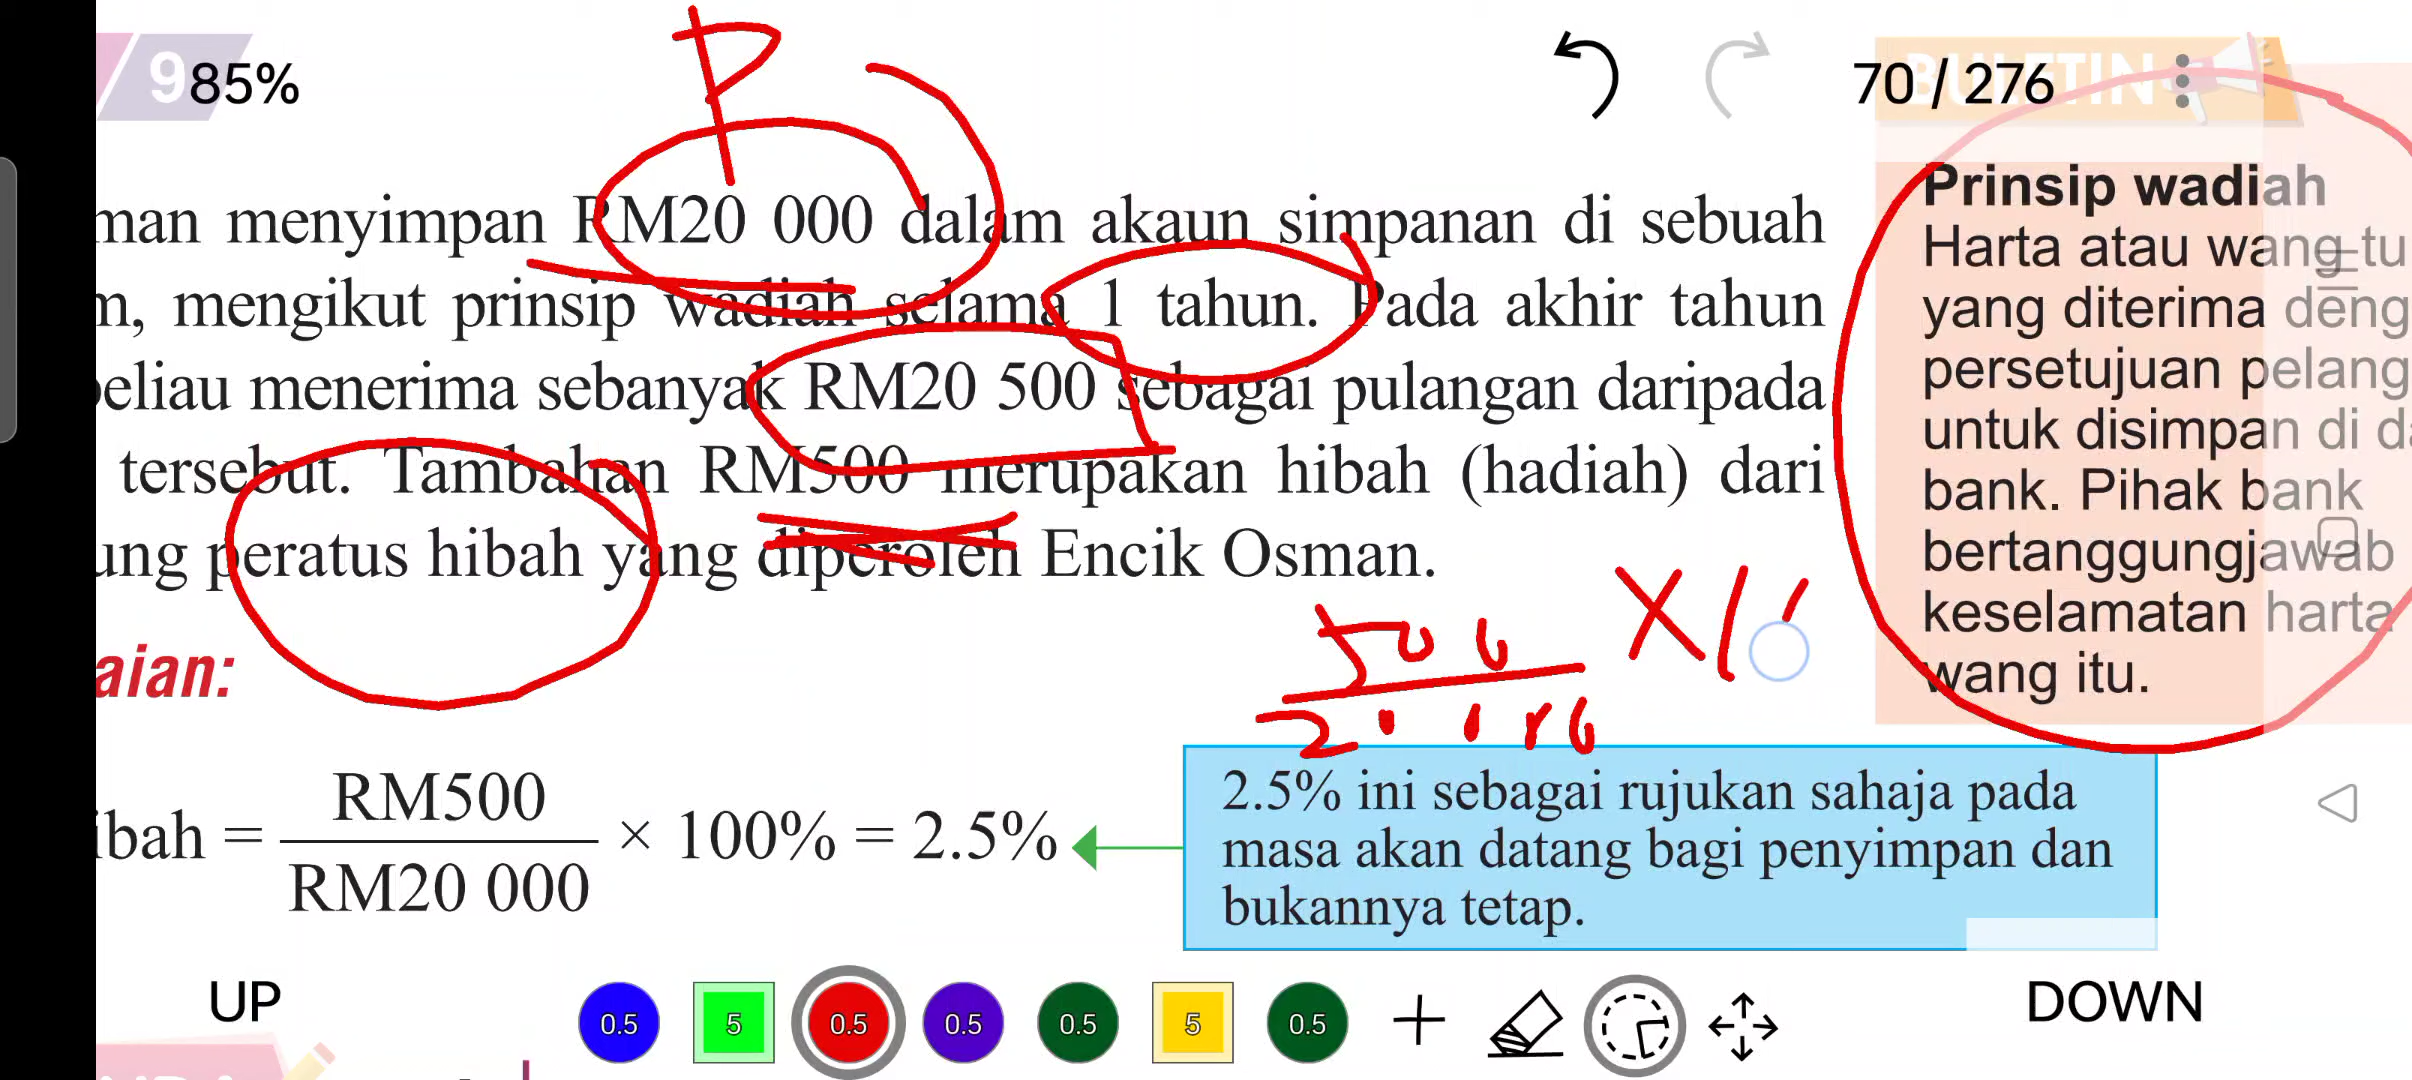 9
85%
70 / 276
BULETIN
P
man menyimpan RM20 000 dalam akaun simpanan di sebuah
m, mengikut prinsip wadiah selama 1 tahun. Pada akhir tahun
beliau menerima sebanyak RM20 500 sebagai pulangan daripada
tersebut. Tambahan RM500 merupakan hibah (hadiah) dari
ung peratus hibah yang diperoleh Encik Osman.
Prinsip wadiah
Harta atau wang tu
yang diterima deng
persetujuan pelang
untuk disimpan di da
bank. Pihak bank
bertanggungjawab
keselamatan harta
wang itu.
500 × 1
aian:
ibah = RM500
RM20 000
× 100% = 2.5%
2.5% ini sebagai rujukan sahaja pada
masa akan datang bagi penyimpan dan
bukannya tetap.
UP
0.5 5 0.5 0.5 0.5 5 0.5
DOWN